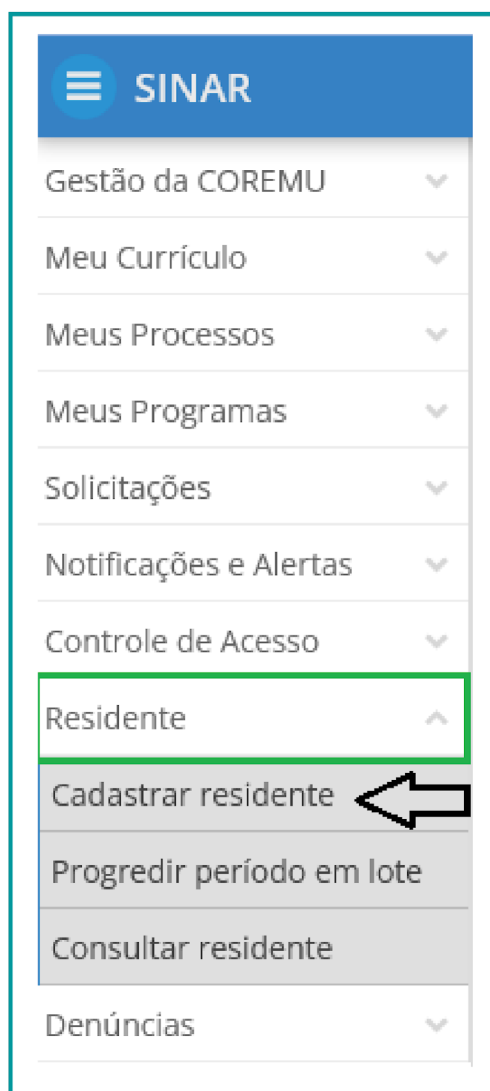 SINAR
Gestão da COREMU
Meu Currículo
Meus Processos
Meus Programas
Solicitações
Notificações e Alertas
Controle de Acesso
Residente
Cadastrar residente
Progredir período em lote
Consultar residente
Denúncias